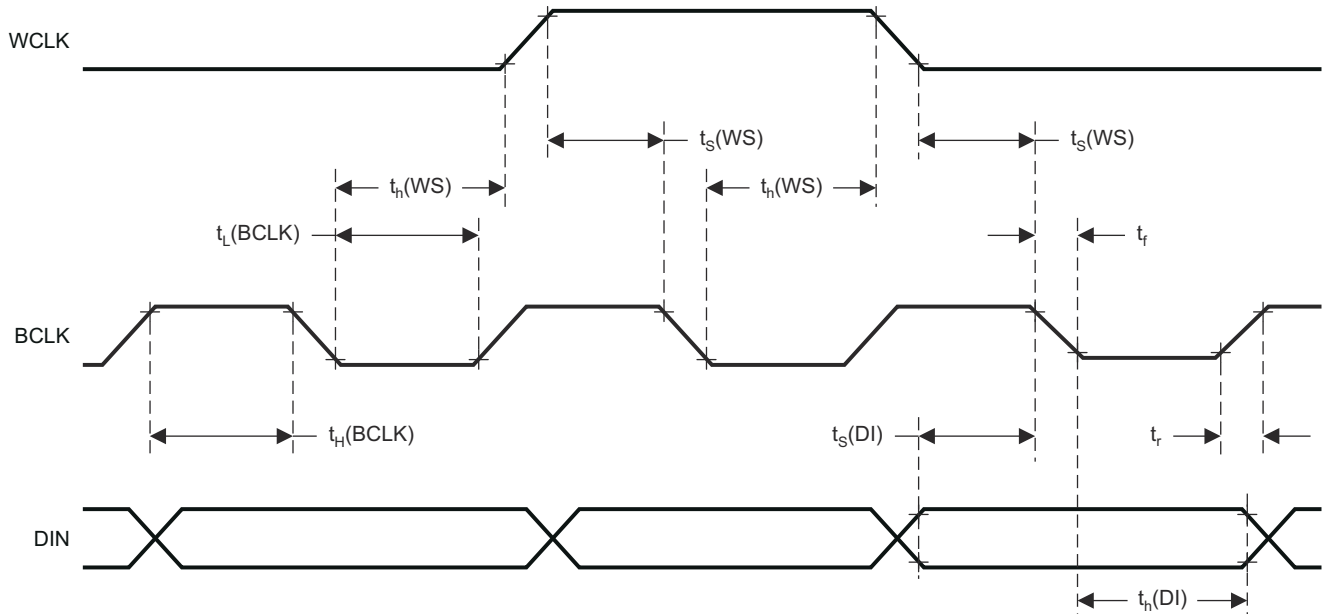 WCLK
tS(WS)
tS(WS)
th(WS)
th(WS)
tL(BCLK)
tf
BCLK
tH(BCLK)
tS(DI)
tr
DIN
th(DI)